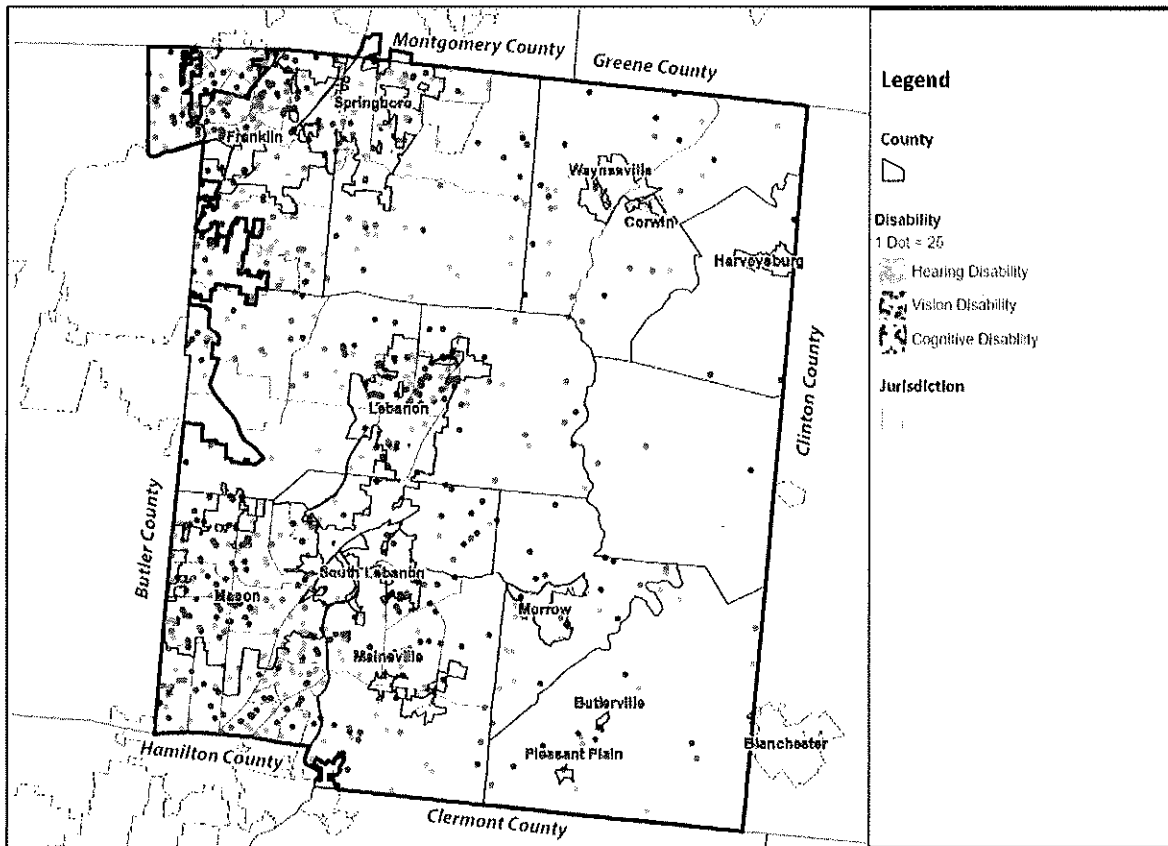 Montgomery County
Greene County
Springboro
Franklin
Waynesville
Corwin
Harveysburg
Lebanon
Clinton County
Butler County
South Lebanon
Mason
Morrow
Maineville
Butlerville
Pleasant Plain
Blanchester
Hamilton County
Clermont County
Legend
County
Disability
1 Dot = 25
Hearing Disability
Vision Disability
Cognitive Disability
Jurisdiction